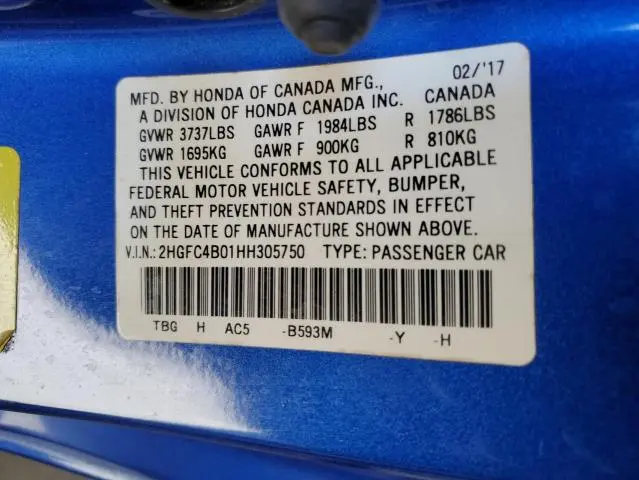 MFD. BY HONDA OF CANADA MFG., 02/'17
A DIVISION OF HONDA CANADA INC. CANADA
GVWR 3737LBS GAWR F 1984LBS R 1786LBS
GVWR 1695KG GAWR F 900KG R 810KG
THIS VEHICLE CONFORMS TO ALL APPLICABLE
FEDERAL MOTOR VEHICLE SAFETY, BUMPER,
AND THEFT PREVENTION STANDARDS IN EFFECT
ON THE DATE OF MANUFACTURE SHOWN ABOVE.
V.I.N.: 2HGFC4B01HH305750 TYPE: PASSENGER CAR
TBG H AC5 -B593M -Y -H